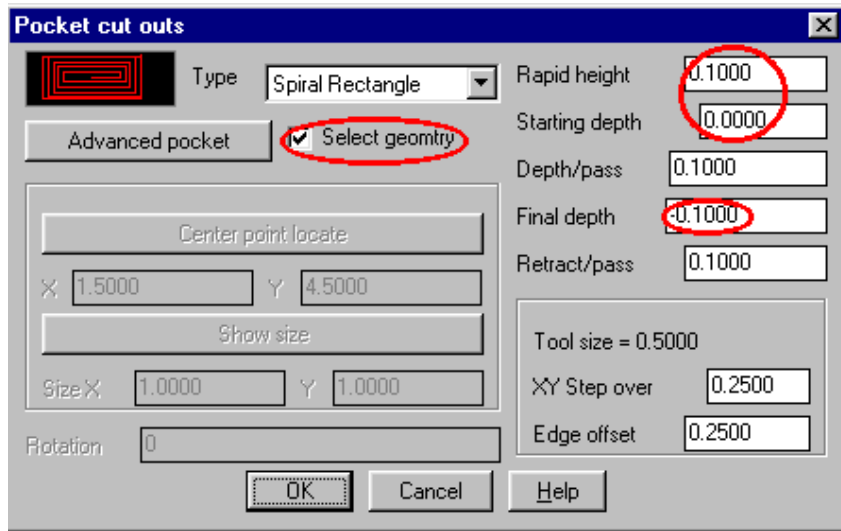 Pocket cut outs
Type Spiral Rectangle
Advanced pocket Select geomtry
Center point locate
X 1.5000 Y 4.5000
Show size
Size X 1.0000 Y 1.0000
Rotation 0
Rapid height 0.1000
Starting depth 0.0000
Depth/pass 0.1000
Final depth -0.1000
Retract/pass 0.1000
Tool size = 0.5000
XY Step over 0.2500
Edge offset 0.2500
OK Cancel Help